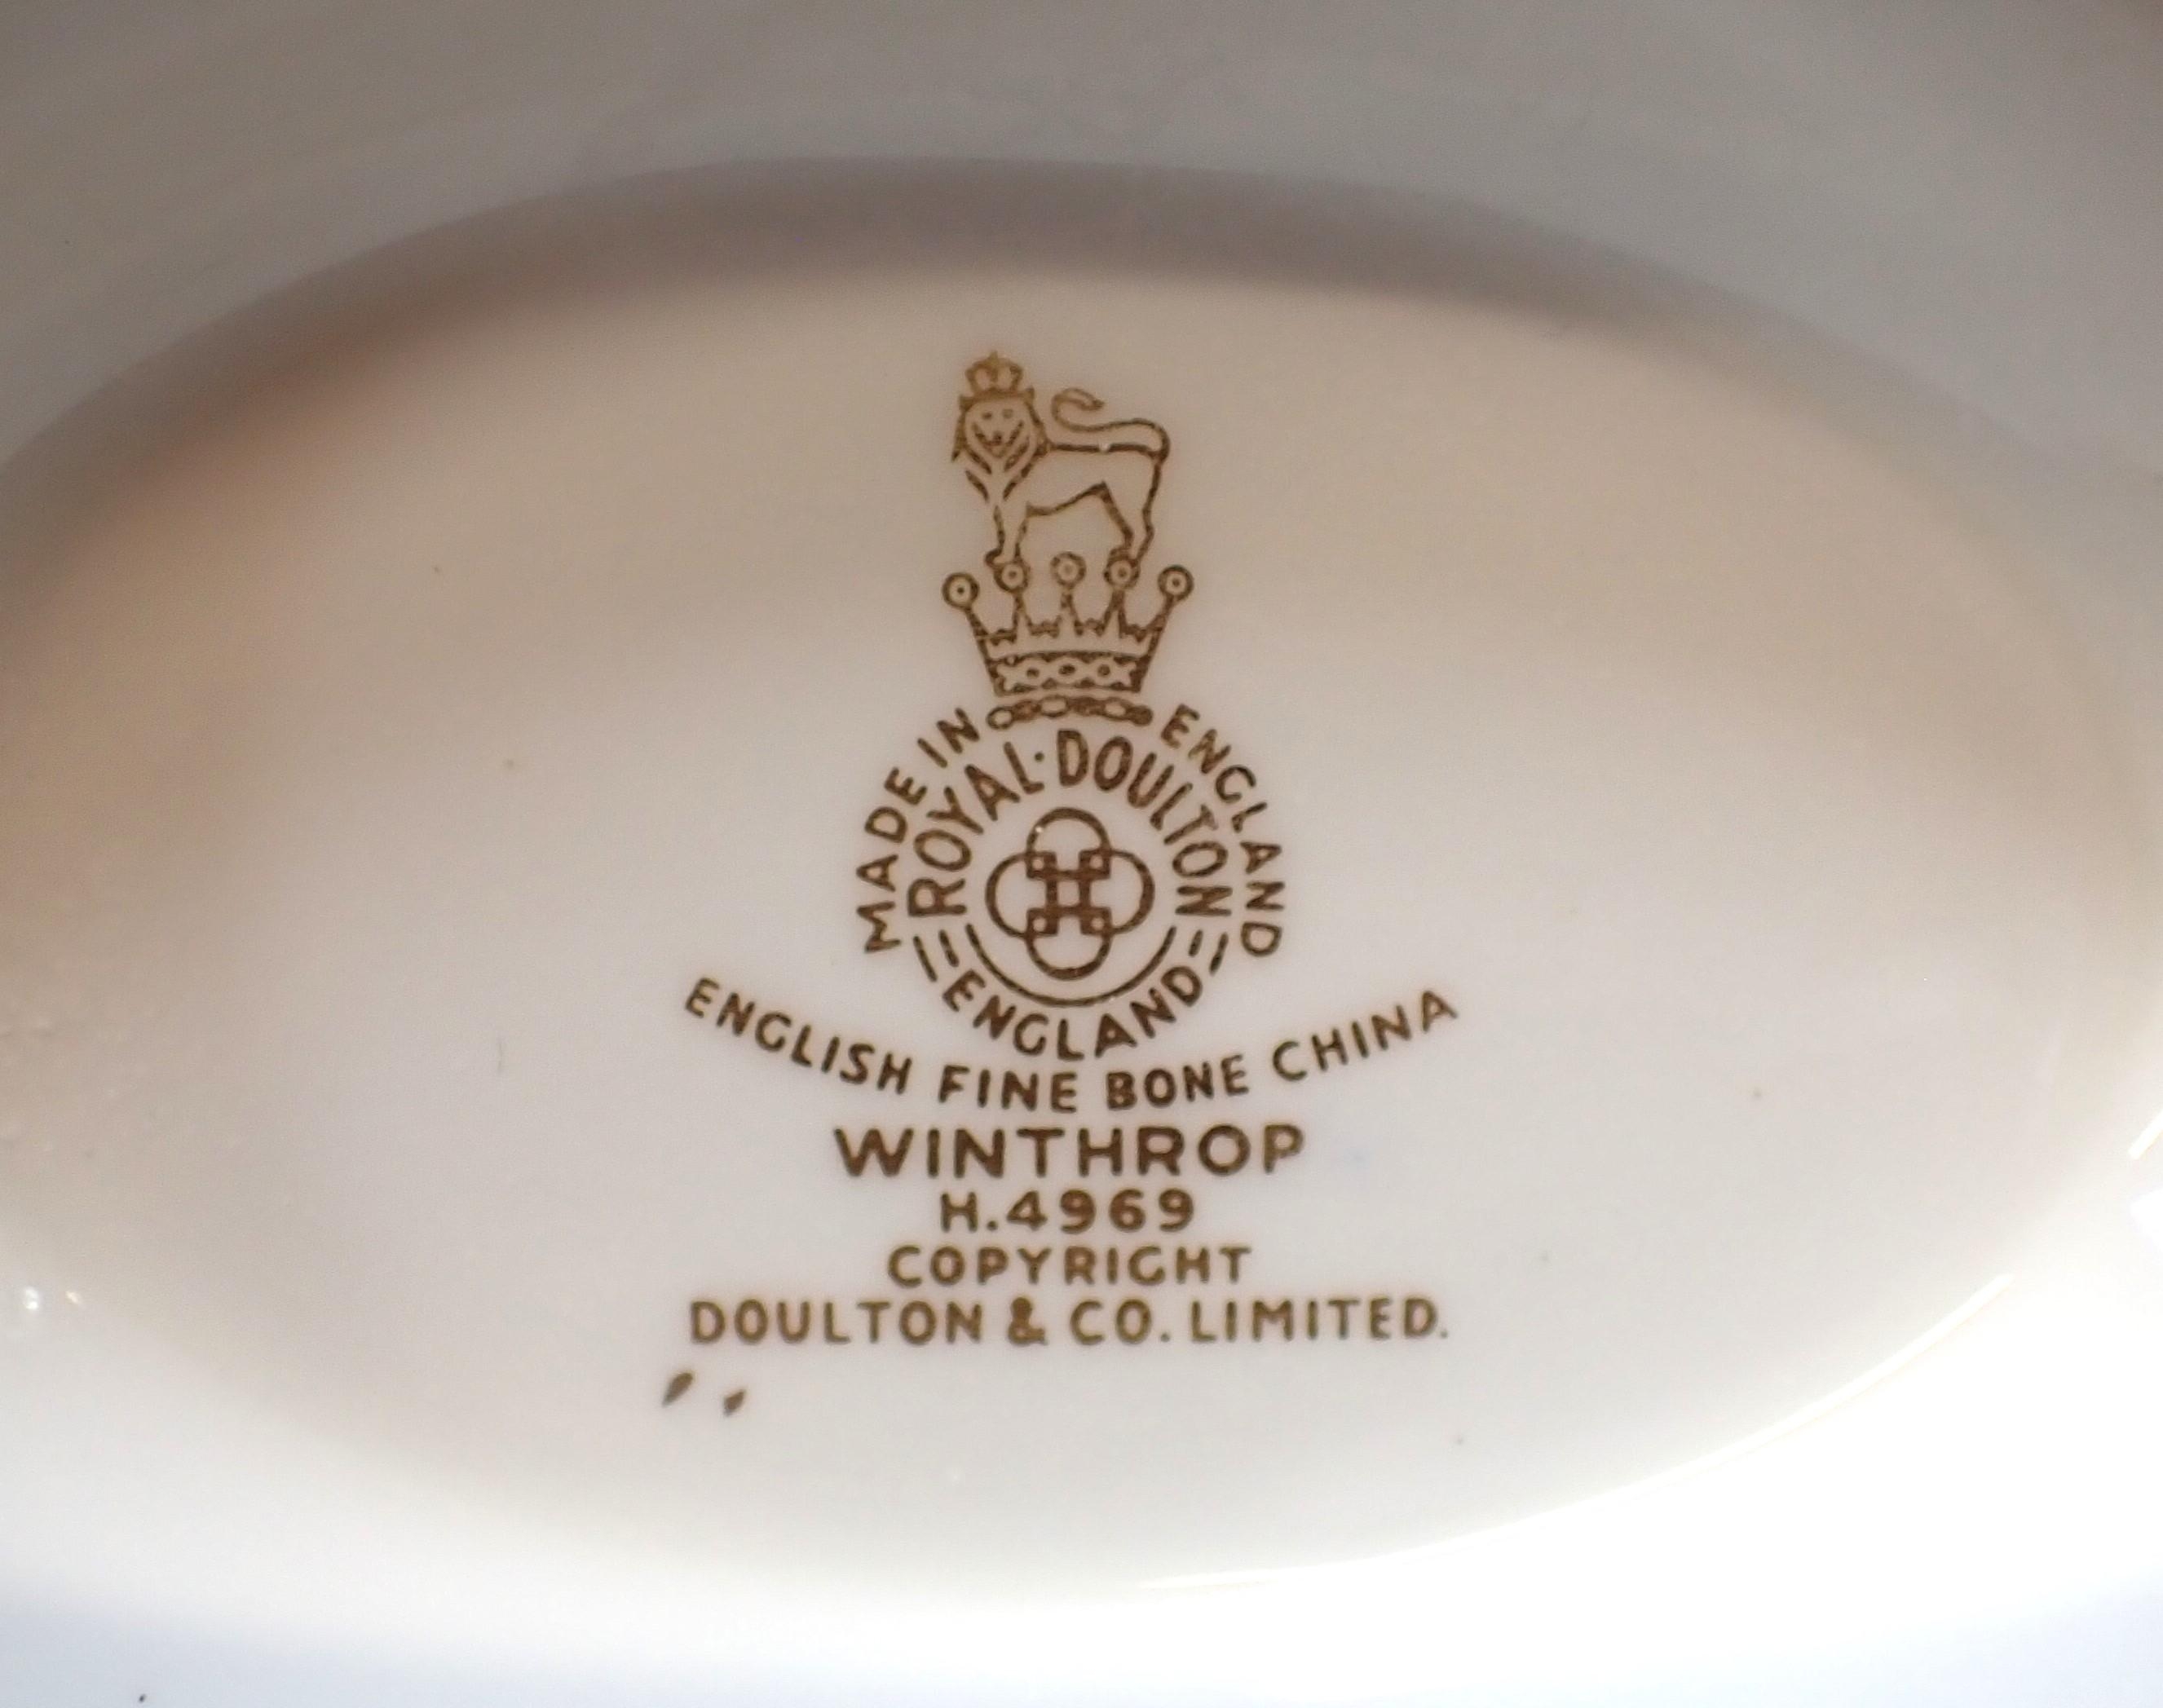 MADE IN ENGLAND
ROYAL·DOULTON
ENGLAND
ENGLISH FINE BONE CHINA
WINTHROP
H.4969
COPYRIGHT
DOULTON & CO. LIMITED.